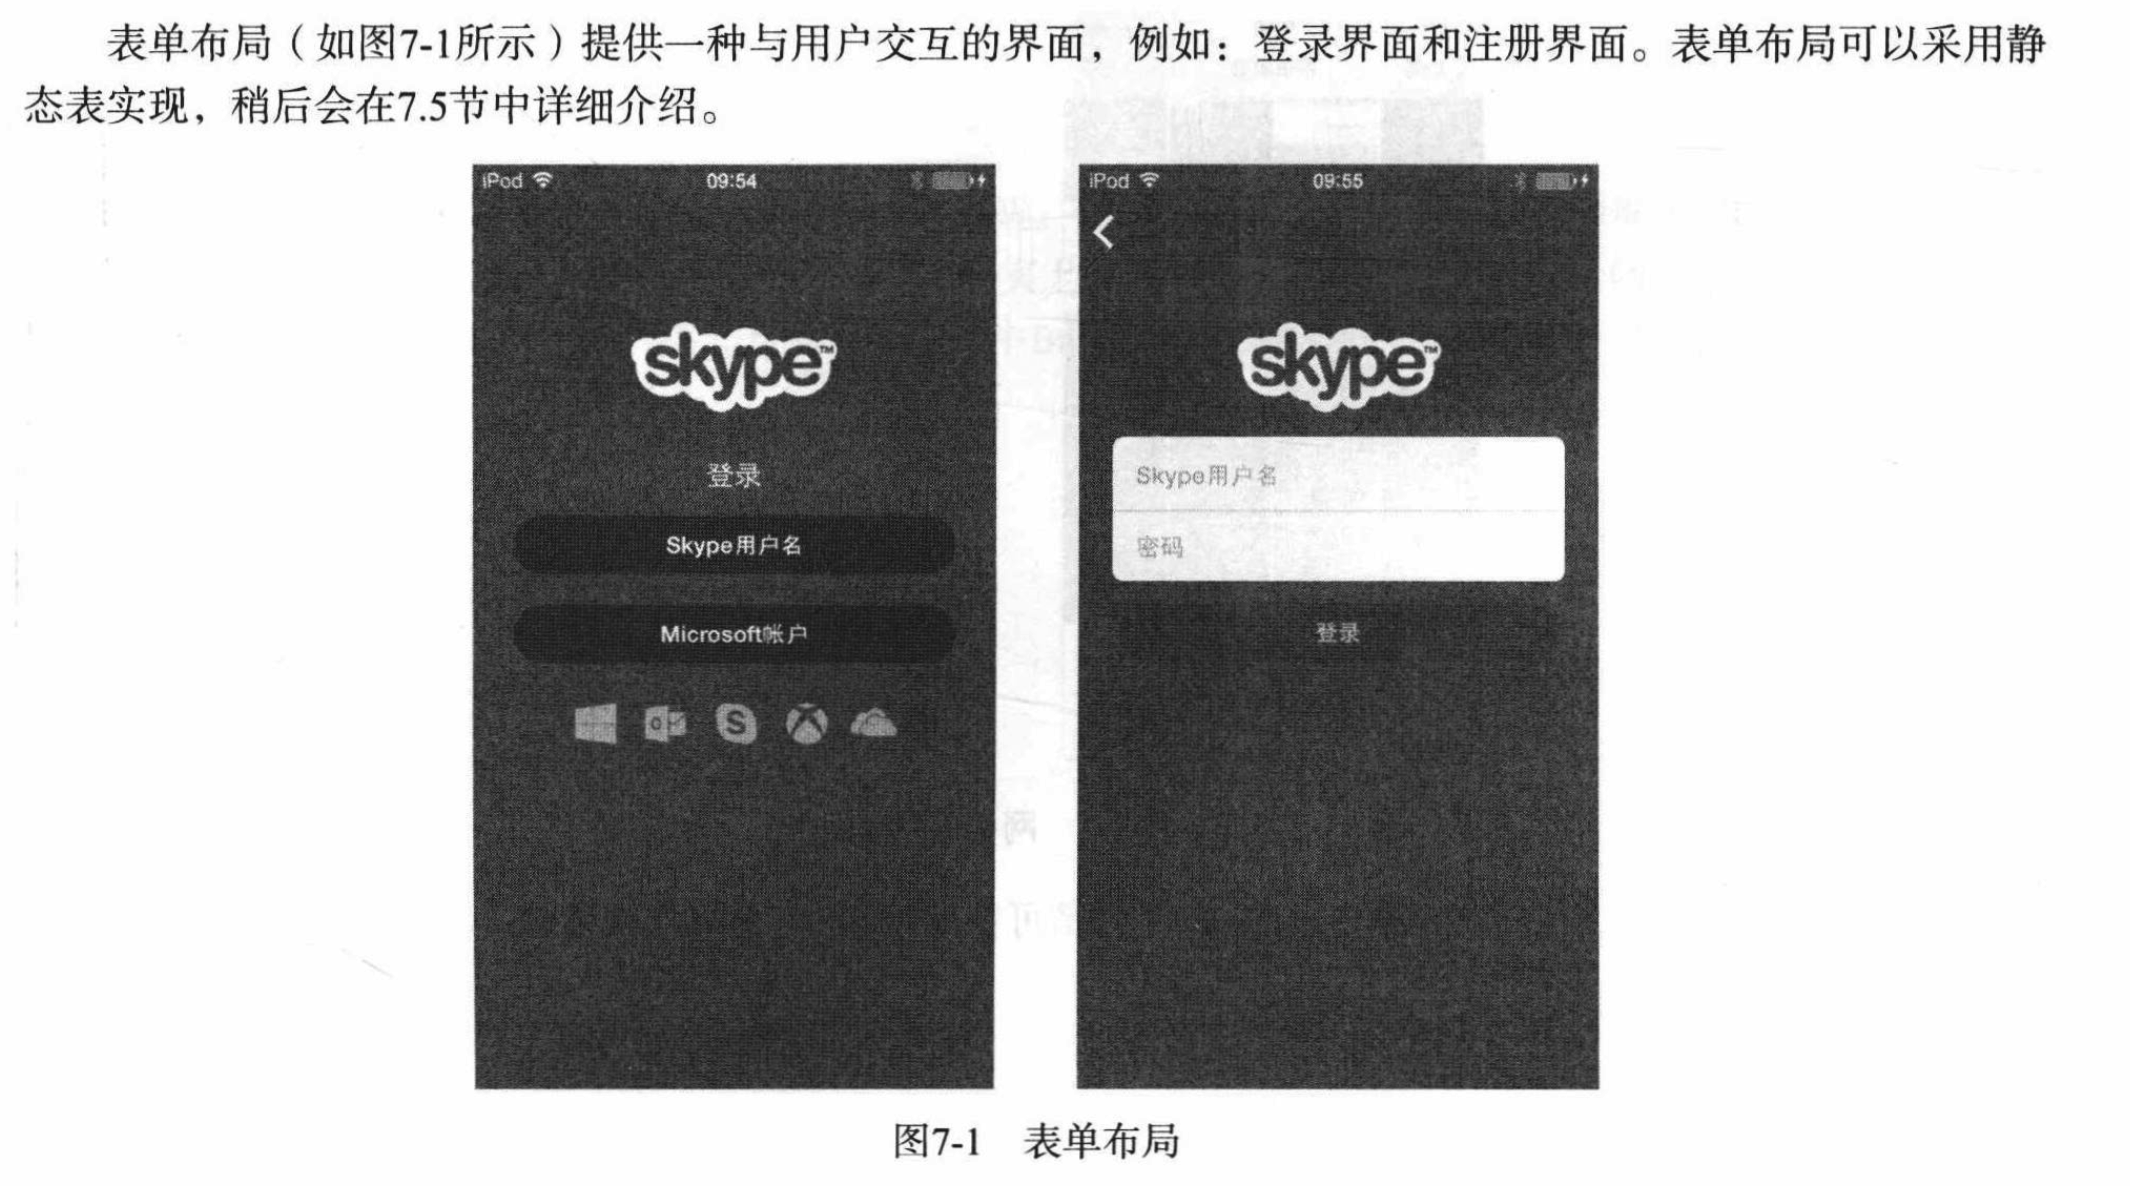 表单布局（如图7-1所示）提供一种与用户交互的界面，例如：登录界面和注册界面。表单布局可以采用静
态表实现，稍后会在7.5节中详细介绍。
iPod 09:54
skype™
登录
Skype用户名
Microsoft帐户
iPod 09:55
skype™
Skype用户名
密码
登录
图7-1 表单布局